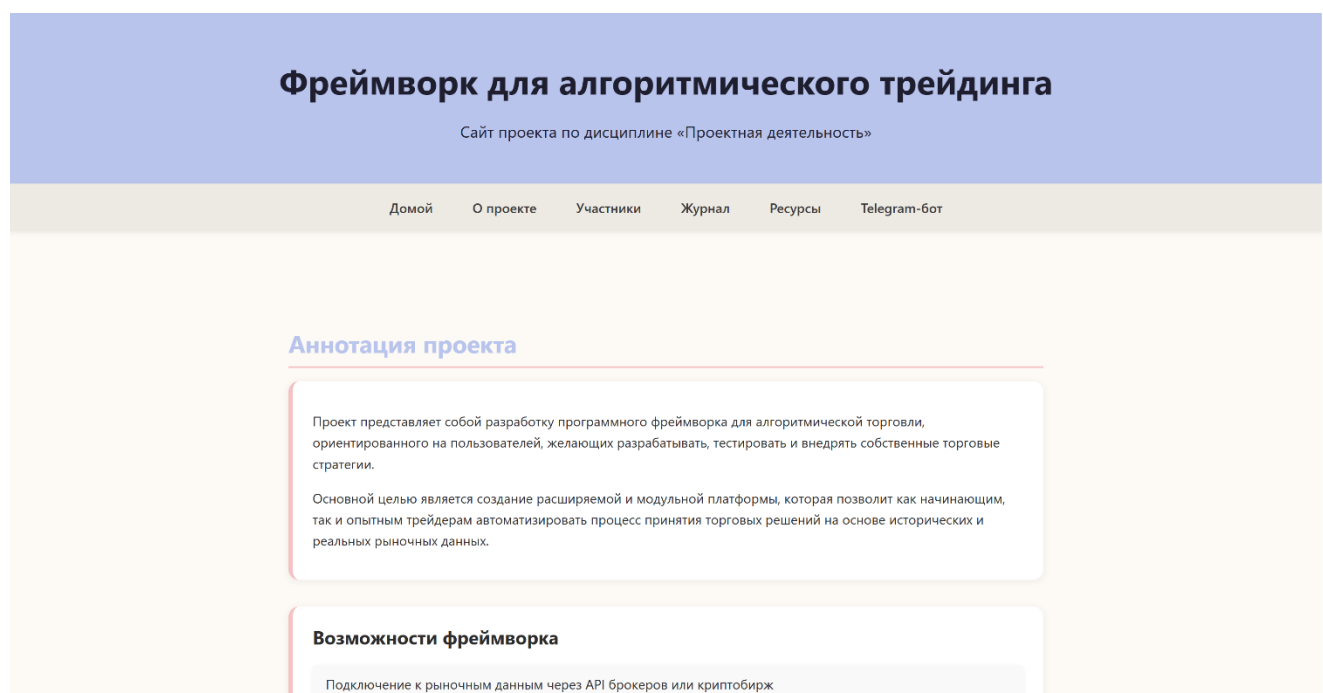 Фреймворк для алгоритмического трейдинга
Сайт проекта по дисциплине «Проектная деятельность»
Домой О проекте Участники Журнал Ресурсы Telegram-бот
Аннотация проекта
Проект представляет собой разработку программного фреймворка для алгоритмической торговли,
ориентированного на пользователей, желающих разрабатывать, тестировать и внедрять собственные торговые
стратегии.
Основной целью является создание расширяемой и модульной платформы, которая позволит как начинающим,
так и опытным трейдерам автоматизировать процесс принятия торговых решений на основе исторических и
реальных рыночных данных.
Возможности фреймворка
Подключение к рыночным данным через API брокеров или криптобирж